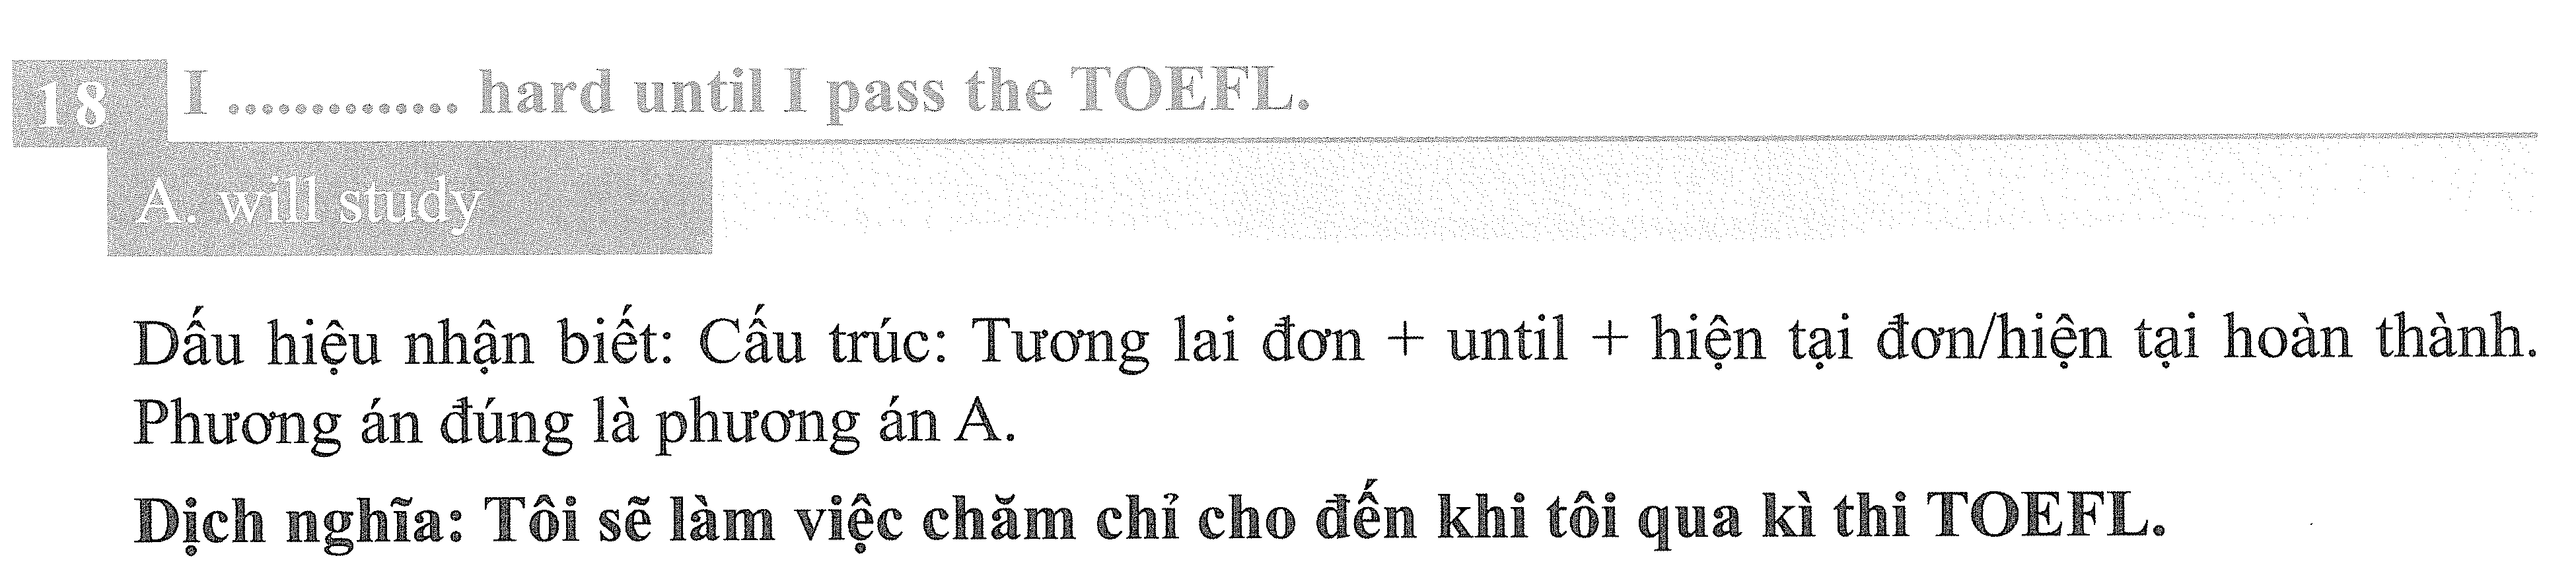 18 I ............... hard until I pass the TOEFL.
A. will study
Dấu hiệu nhận biết: Cấu trúc: Tương lai đơn + until + hiện tại đơn/hiện tại hoàn thành.
Phương án đúng là phương án A.
Dịch nghĩa: Tôi sẽ làm việc chăm chỉ cho đến khi tôi qua kì thi TOEFL.